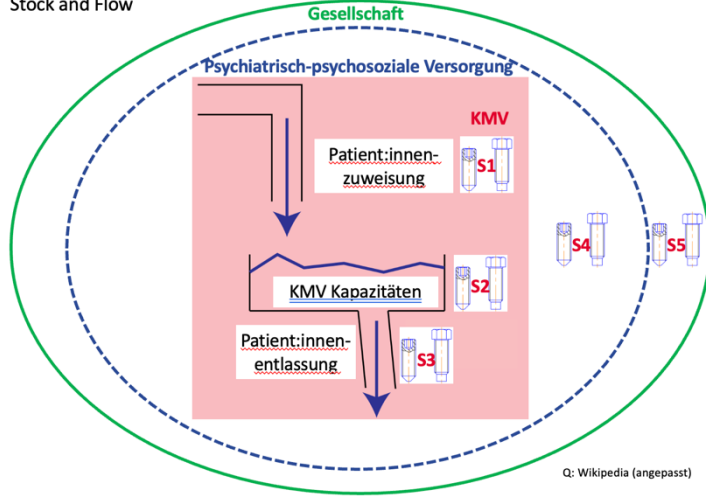 Stock and Flow
Gesellschaft
Psychiatrisch-psychosoziale Versorgung
KMV
Patient:innen-
zuweisung
S1
S4
S5
KMV Kapazitäten
S2
Patient:innen-
entlassung
S3
Q: Wikipedia (angepasst)